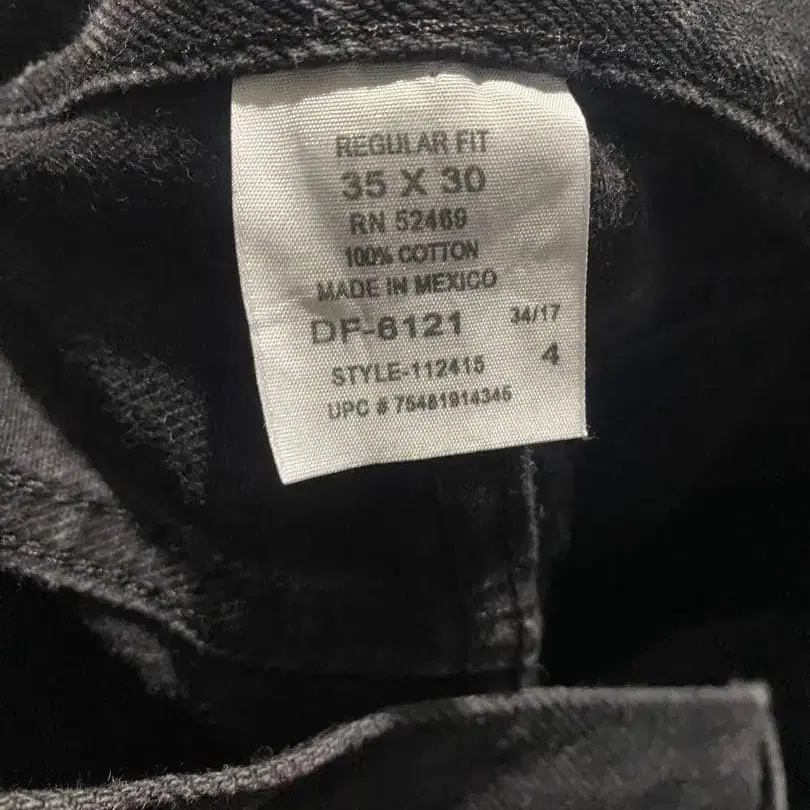 REGULAR FIT
35 X 30
RN 52469
100% COTTON
MADE IN MEXICO
DF-6121 34/17
STYLE-112415 4
UPC # 75481914345